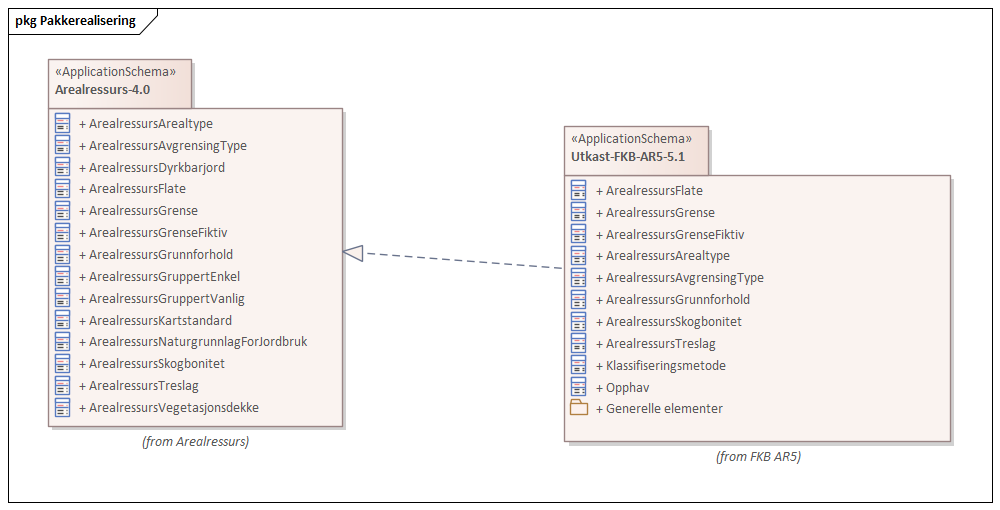 pkg Pakkerealisering
«ApplicationSchema»
Arealressurs-4.0
+ ArealressursArealtype
+ ArealressursAvgrensingType
+ ArealressursDyrkbarjord
+ ArealressursFlate
+ ArealressursGrense
+ ArealressursGrenseFiktiv
+ ArealressursGrunnforhold
+ ArealressursGruppertEnkel
+ ArealressursGruppertVanlig
+ ArealressursKartstandard
+ ArealressursNaturgrunnlagForJordbruk
+ ArealressursSkogbonitet
+ ArealressursTreslag
+ ArealressursVegetasjonsdekke
(from Arealressurs)
«ApplicationSchema»
Utkast-FKB-AR5-5.1
+ ArealressursFlate
+ ArealressursGrense
+ ArealressursGrenseFiktiv
+ ArealressursArealtype
+ ArealressursAvgrensingType
+ ArealressursGrunnforhold
+ ArealressursSkogbonitet
+ ArealressursTreslag
+ Klassifiseringsmetode
+ Opphav
+ Generelle elementer
(from FKB AR5)